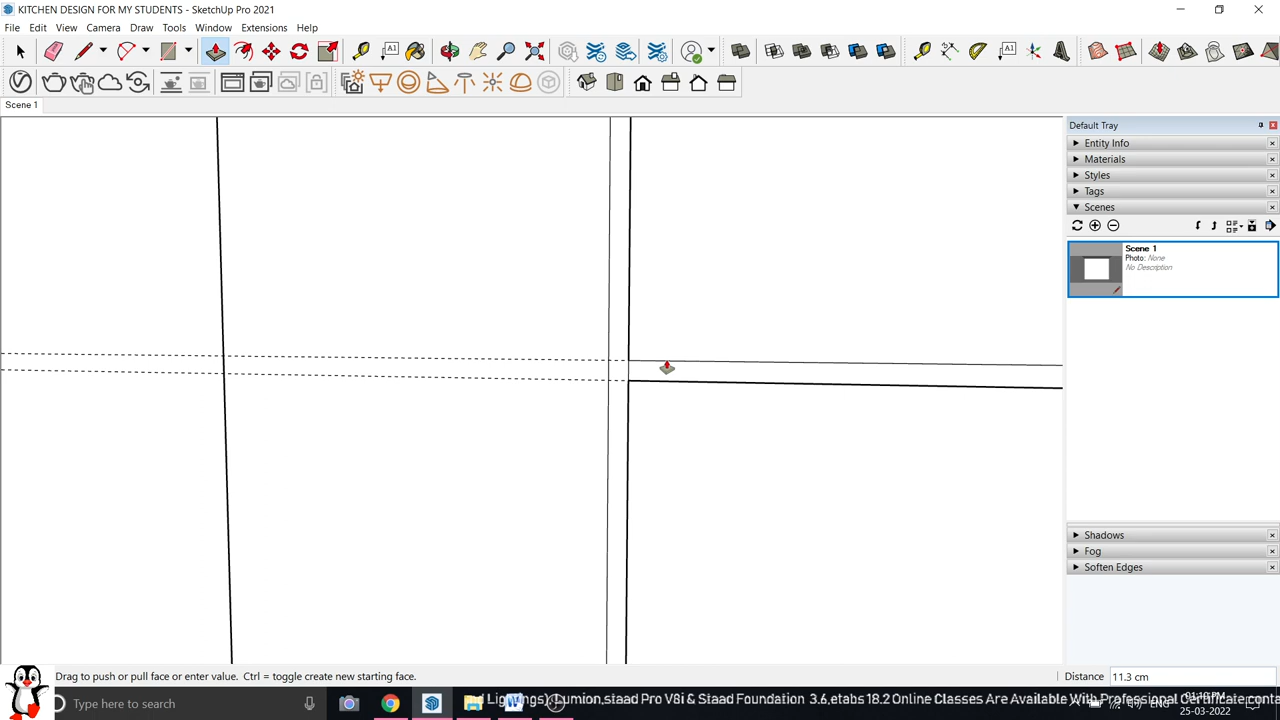 KITCHEN DESIGN FOR MY STUDENTS - SketchUp Pro 2021
File Edit View Camera Draw Tools Window Extensions Help
Scene 1
Default Tray
Entity Info
Materials
Styles
Tags
Scenes
Scene 1
Photo: None
No Description
Shadows
Fog
Soften Edges
Drag to push or pull face or enter value. Ctrl = toggle create new starting face.
Distance 11.3 cm
Type here to search
Lumion,staad Pro V8i & Staad Foundation 3.6,etabs 18.2 Online Classes Are Available With Professional Certificate
ENG
25-03-2022